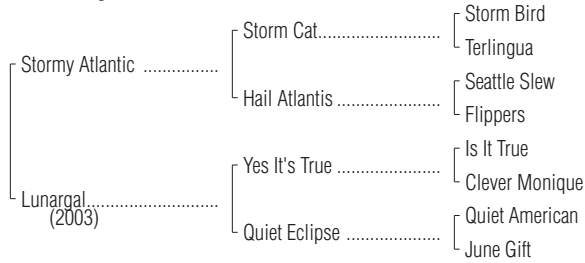 Storm Bird
Storm Cat......................
Terlingua
Stormy Atlantic ...............
Seattle Slew
Hail Atlantis ..................
Flippers
Is It True
Yes It's True ...................
Clever Monique
Lunargal..........................
(2003)
Quiet American
Quiet Eclipse .................
June Gift